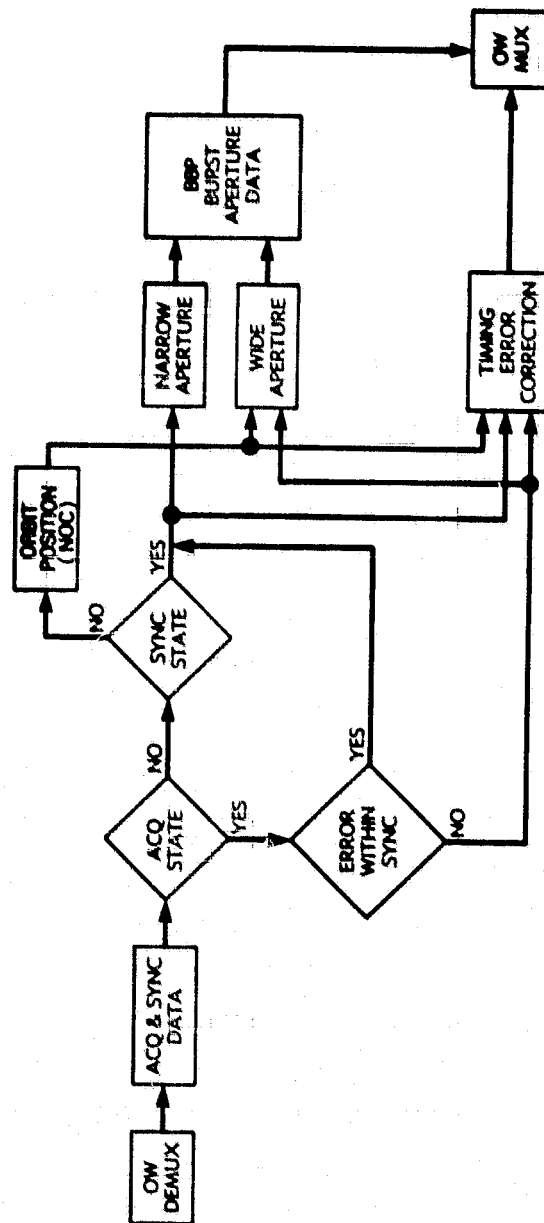 OW
DEMUX
ACQ & SYNC
DATA
ACQ
STATE
NO
YES
SYNC
STATE
NO
YES
ORBIT
POSITION
(NOC)
ERROR
WITHIN
SYNC
YES
NO
NARROW
APERTURE
WIDE
APERTURE
BBP
BURST
APERTURE
DATA
TIMING
ERROR
CORRECTION
OW
MUX